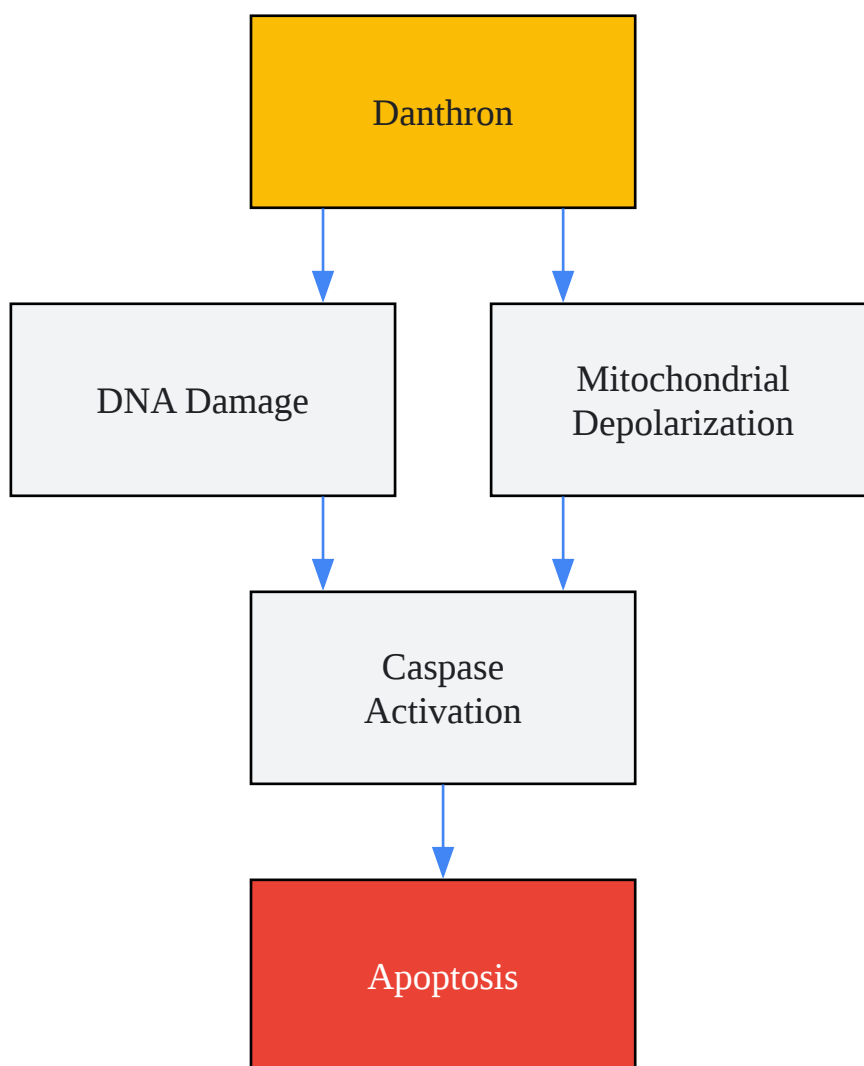 Danthron
DNA Damage
Mitochondrial
Depolarization
Caspase
Activation
Apoptosis